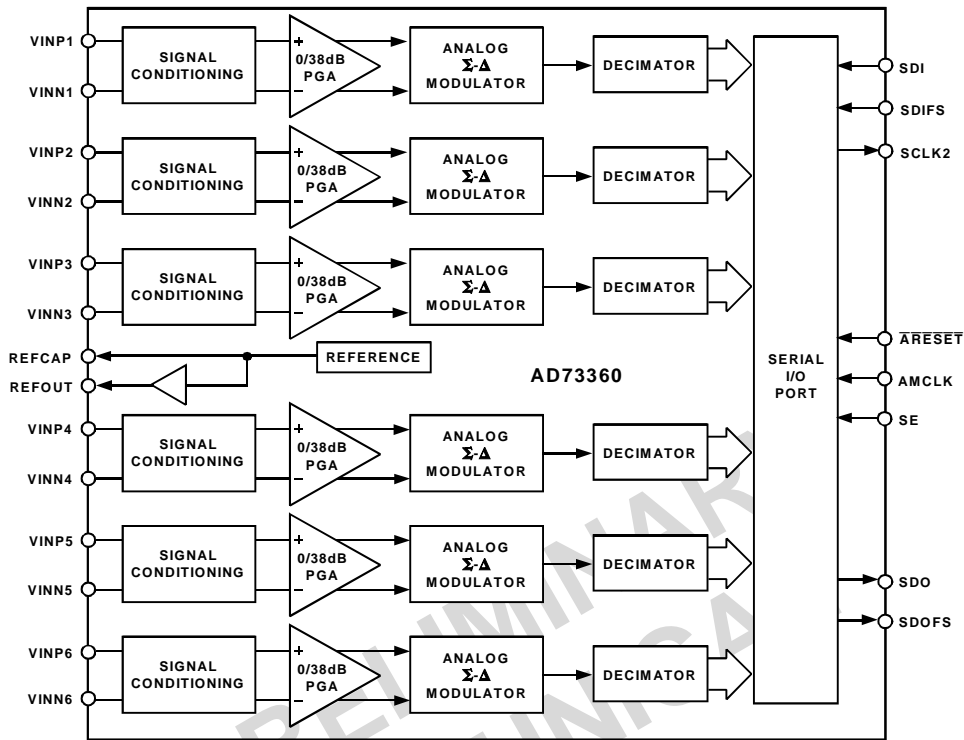 VINP1
VINN1
SIGNAL
CONDITIONING
+
0/38dB
PGA
−
ANALOG
Σ-Δ
MODULATOR
DECIMATOR
VINP2
VINN2
SIGNAL
CONDITIONING
+
0/38dB
PGA
−
ANALOG
Σ-Δ
MODULATOR
DECIMATOR
VINP3
VINN3
SIGNAL
CONDITIONING
+
0/38dB
PGA
−
ANALOG
Σ-Δ
MODULATOR
DECIMATOR
REFCAP
REFOUT
REFERENCE
AD73360
VINP4
VINN4
SIGNAL
CONDITIONING
+
0/38dB
PGA
−
ANALOG
Σ-Δ
MODULATOR
DECIMATOR
VINP5
VINN5
SIGNAL
CONDITIONING
+
0/38dB
PGA
−
ANALOG
Σ-Δ
MODULATOR
DECIMATOR
VINP6
VINN6
SIGNAL
CONDITIONING
+
0/38dB
PGA
−
ANALOG
Σ-Δ
MODULATOR
DECIMATOR
SERIAL
I/O
PORT
SDI
SDIFS
SCLK2
ARESET
AMCLK
SE
SDO
SDOFS